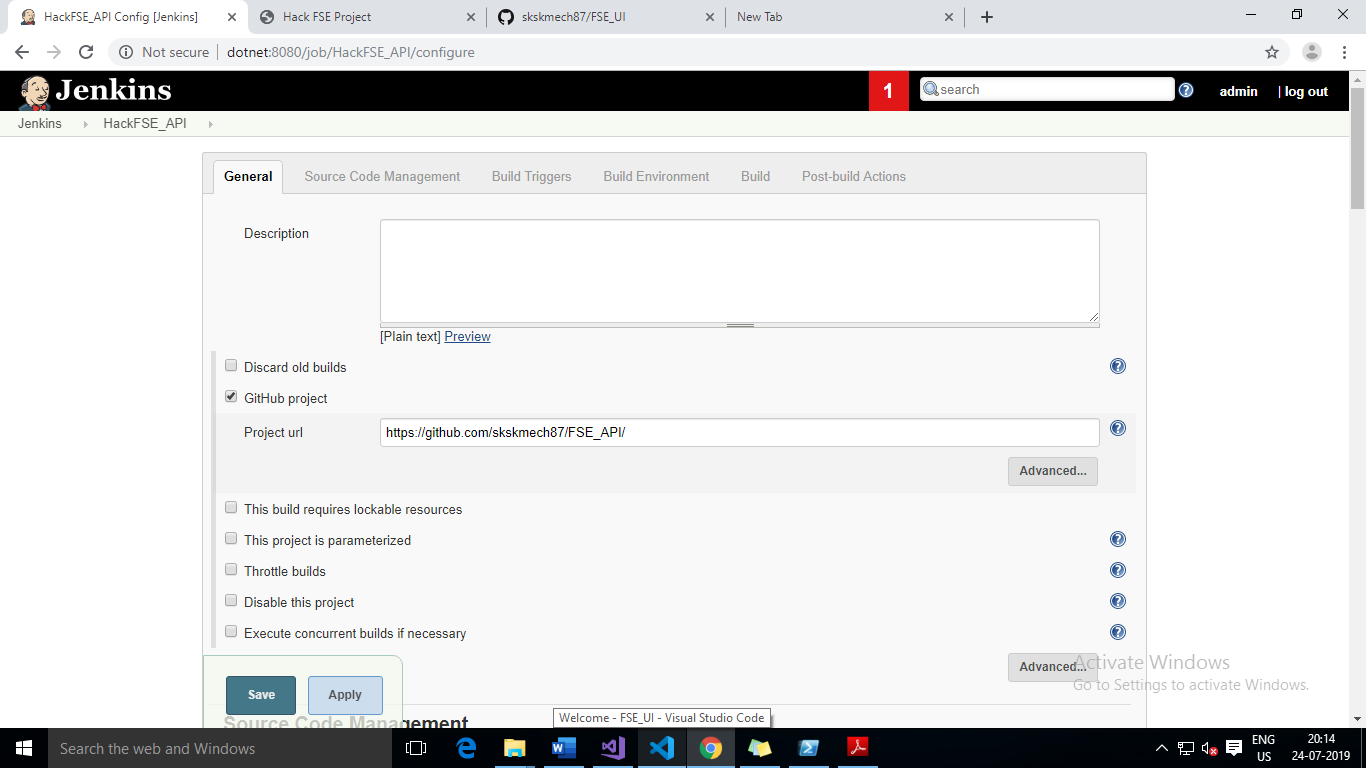 HackFSE_API Config [Jenkins]
Hack FSE Project
skskmech87/FSE_UI
New Tab
Not secure
dotnet:8080/job/HackFSE_API/configure
Jenkins
1
search
admin
| log out
Jenkins
HackFSE_API
General
Source Code Management
Build Triggers
Build Environment
Build
Post-build Actions
Description
[Plain text] Preview
Discard old builds
GitHub project
Project url
https://github.com/skskmech87/FSE_API/
Advanced...
This build requires lockable resources
This project is parameterized
Throttle builds
Disable this project
Execute concurrent builds if necessary
Advanced...
Activate Windows
Go to Settings to activate Windows.
Save
Apply
Source Code Management
Welcome - FSE_UI - Visual Studio Code
Search the web and Windows
ENG
US
20:14
24-07-2019